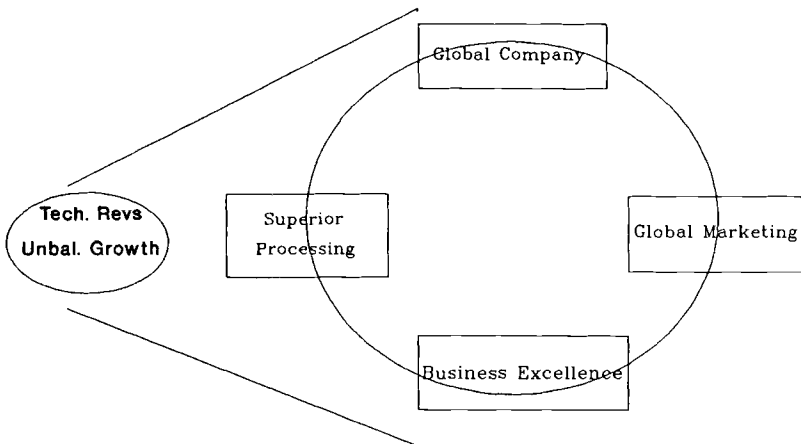 Global Company
Tech. Revs
Unbal. Growth
Superior
Processing
Global Marketing
Business Excellence